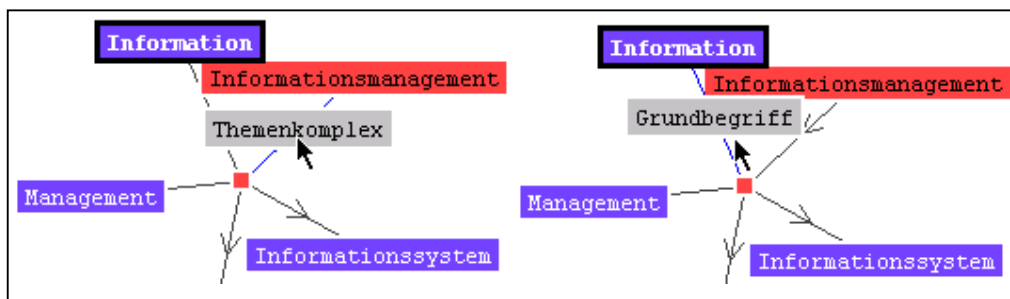 Information
Informationsmanagement
Themenkomplex
Management
Informationssystem
Information
Informationsmanagement
Grundbegriff
Management
Informationssystem